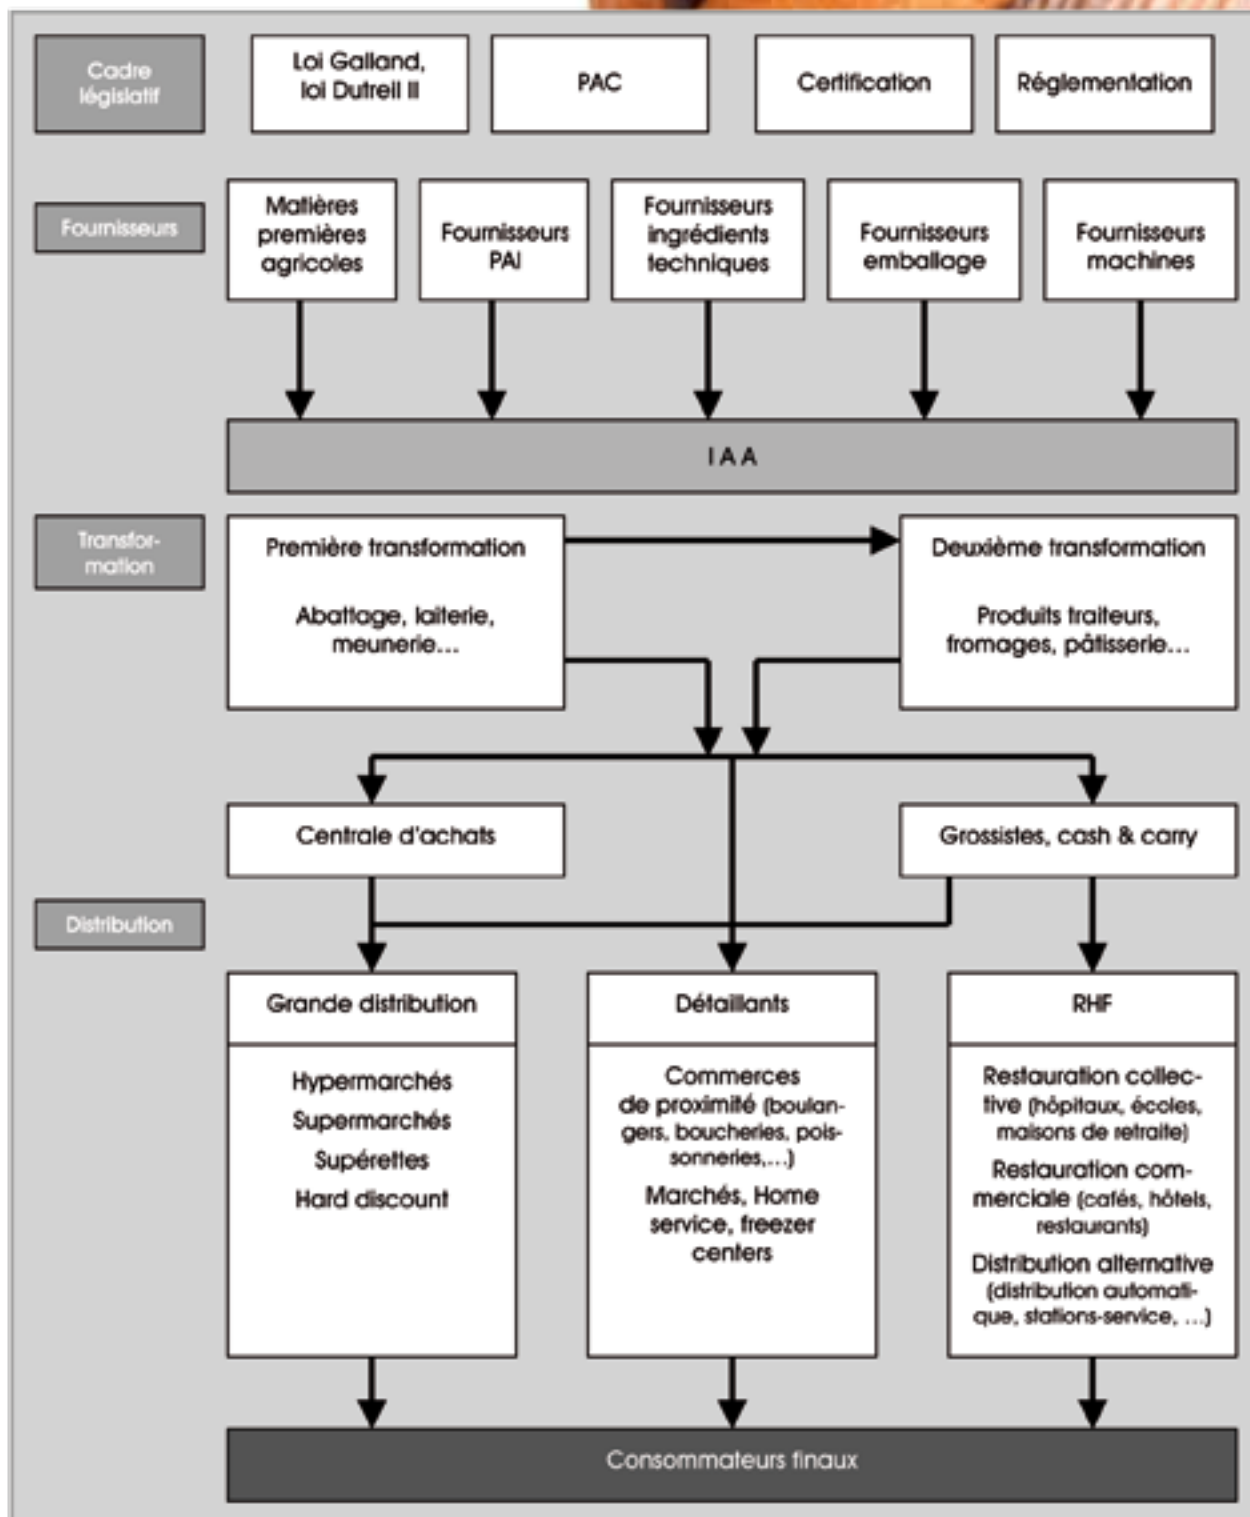 Cadre
législatif
Loi Galland,
loi Dutreil II
PAC
Certification
Réglementation
Fournisseurs
Matières
premières
agricoles
Fournisseurs
PAI
Fournisseurs
ingrédients
techniques
Fournisseurs
emballage
Fournisseurs
machines
I A A
Transfor-
mation
Première transformation
Abattage, laiterie,
meunerie...
Deuxième transformation
Produits traiteurs,
fromages, pâtisserie...
Centrale d'achats
Grossistes, cash & carry
Distribution
Grande distribution
Hypermarchés
Supermarchés
Supérettes
Hard discount
Détaillants
Commerces
de proximité (boulan-
gers, boucheries, pois-
sonneries,...)
Marchés, Home
service, freezer
centers
RHF
Restauration collec-
tive (hôpitaux, écoles,
maisons de retraite)
Restauration com-
merciale (cafés, hôtels,
restaurants)
Distribution alternative
(distribution automati-
que, stations-service, ...)
Consommateurs finaux